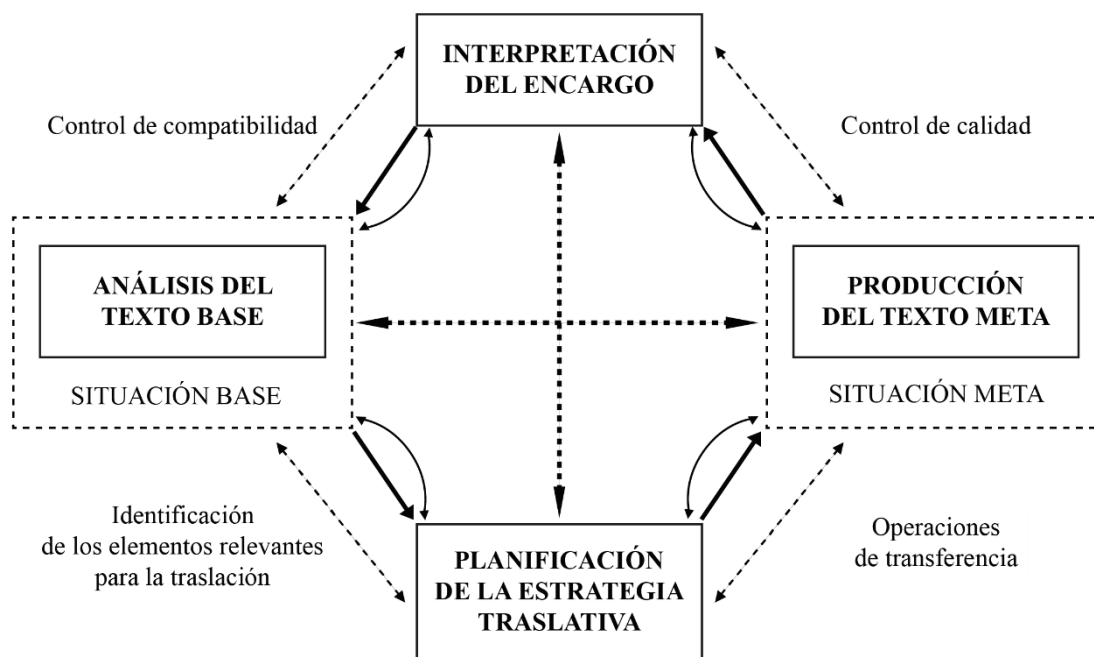 INTERPRETACIÓN
DEL ENCARGO
Control de compatibilidad
Control de calidad
ANÁLISIS DEL
TEXTO BASE
SITUACIÓN BASE
PRODUCCIÓN
DEL TEXTO META
SITUACIÓN META
Identificación
de los elementos relevantes
para la traslación
PLANIFICACIÓN
DE LA ESTRATEGIA
TRASLATIVA
Operaciones
de transferencia